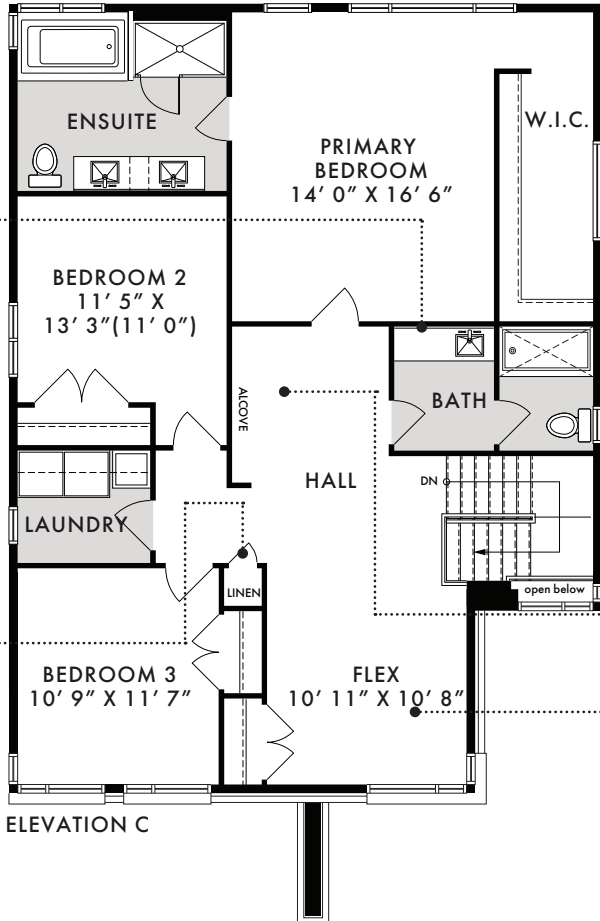 ENSUITE
W.I.C.
PRIMARY
BEDROOM
14' 0" X 16' 6"
BEDROOM 2
11' 5" X
13' 3"(11' 0")
ALCOVE
BATH
HALL
DN
LAUNDRY
LINEN
open below
BEDROOM 3
10' 9" X 11' 7"
FLEX
10' 11" X 10' 8"
ELEVATION C